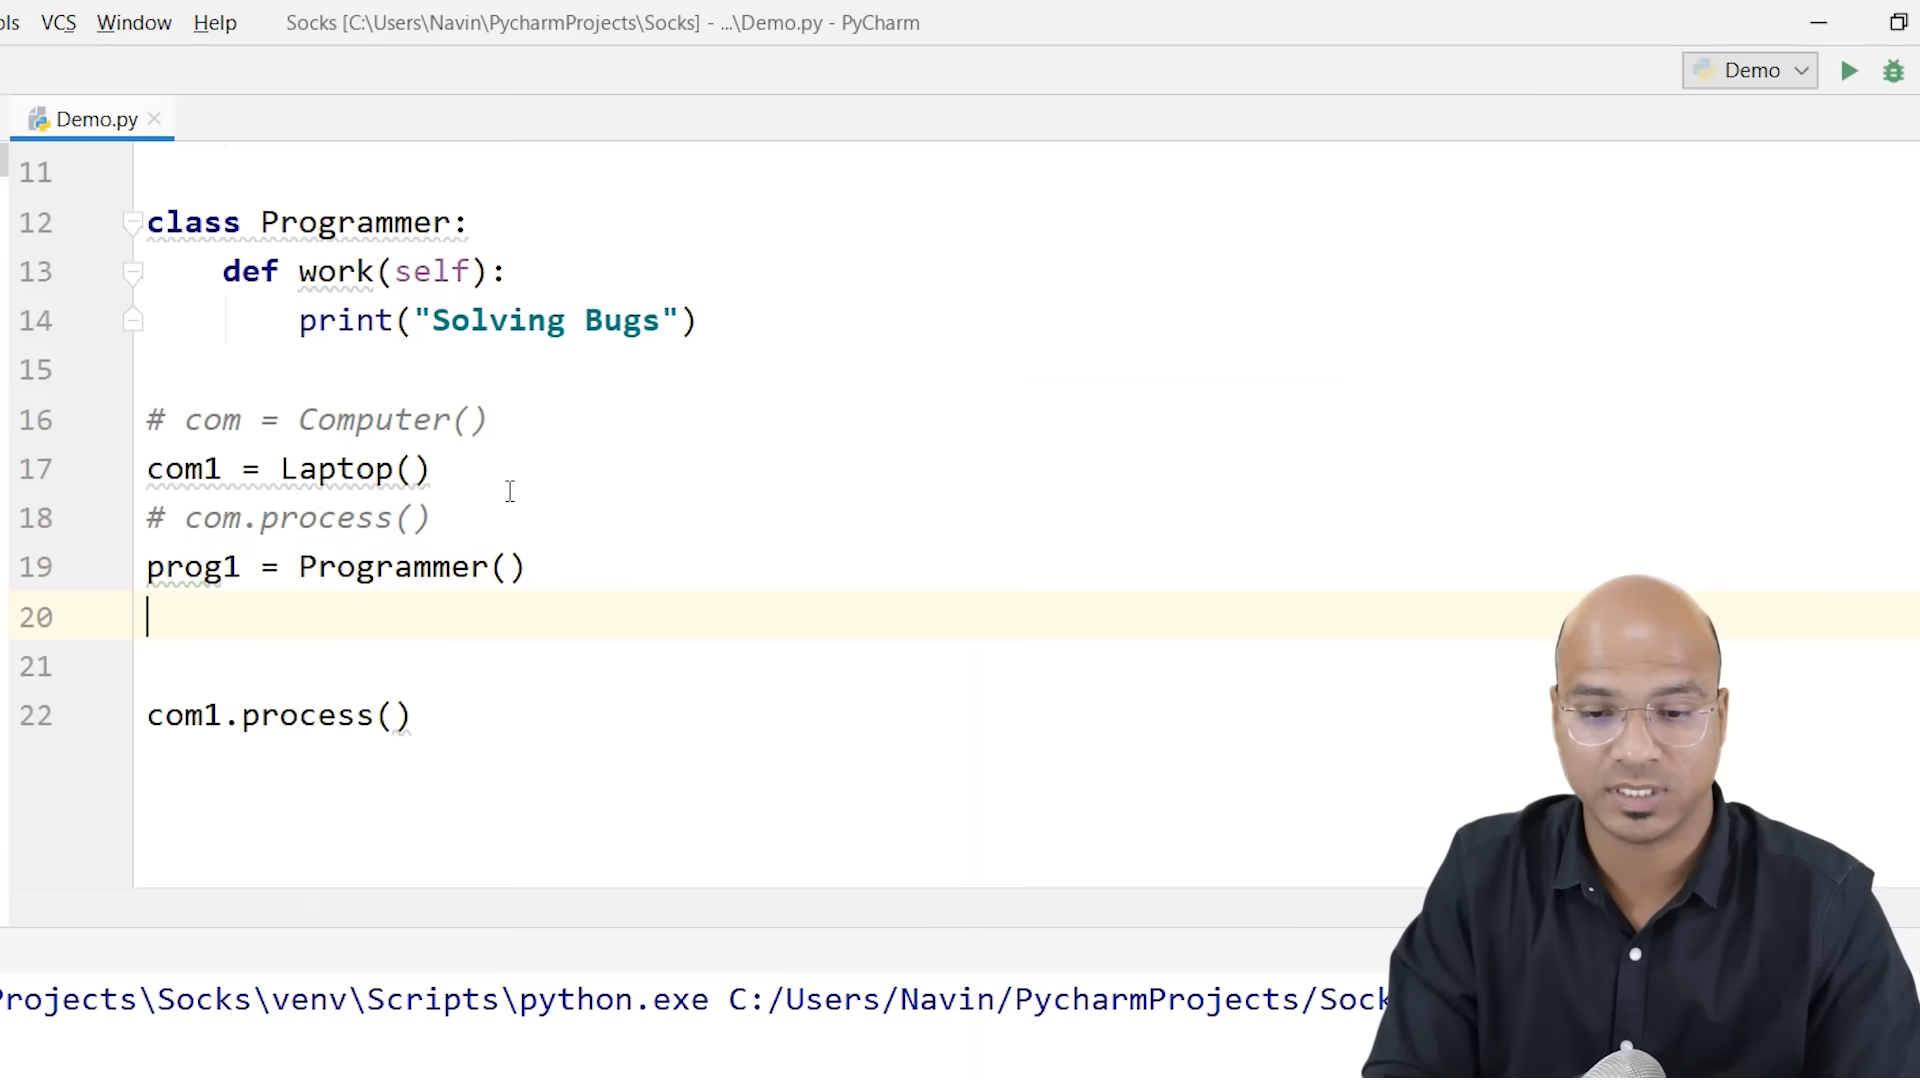 VCS Window Help Socks [C:\Users\Navin\PycharmProjects\Socks] - ...\Demo.py - PyCharm
Demo
Demo.py
11
12 class Programmer:
13 def work(self):
14 print("Solving Bugs")
15
16 # com = Computer()
17 com1 = Laptop()
18 # com.process()
19 prog1 = Programmer()
20
21
22 com1.process()
Projects\Socks\venv\Scripts\python.exe C:/Users/Navin/PycharmProjects/Sock